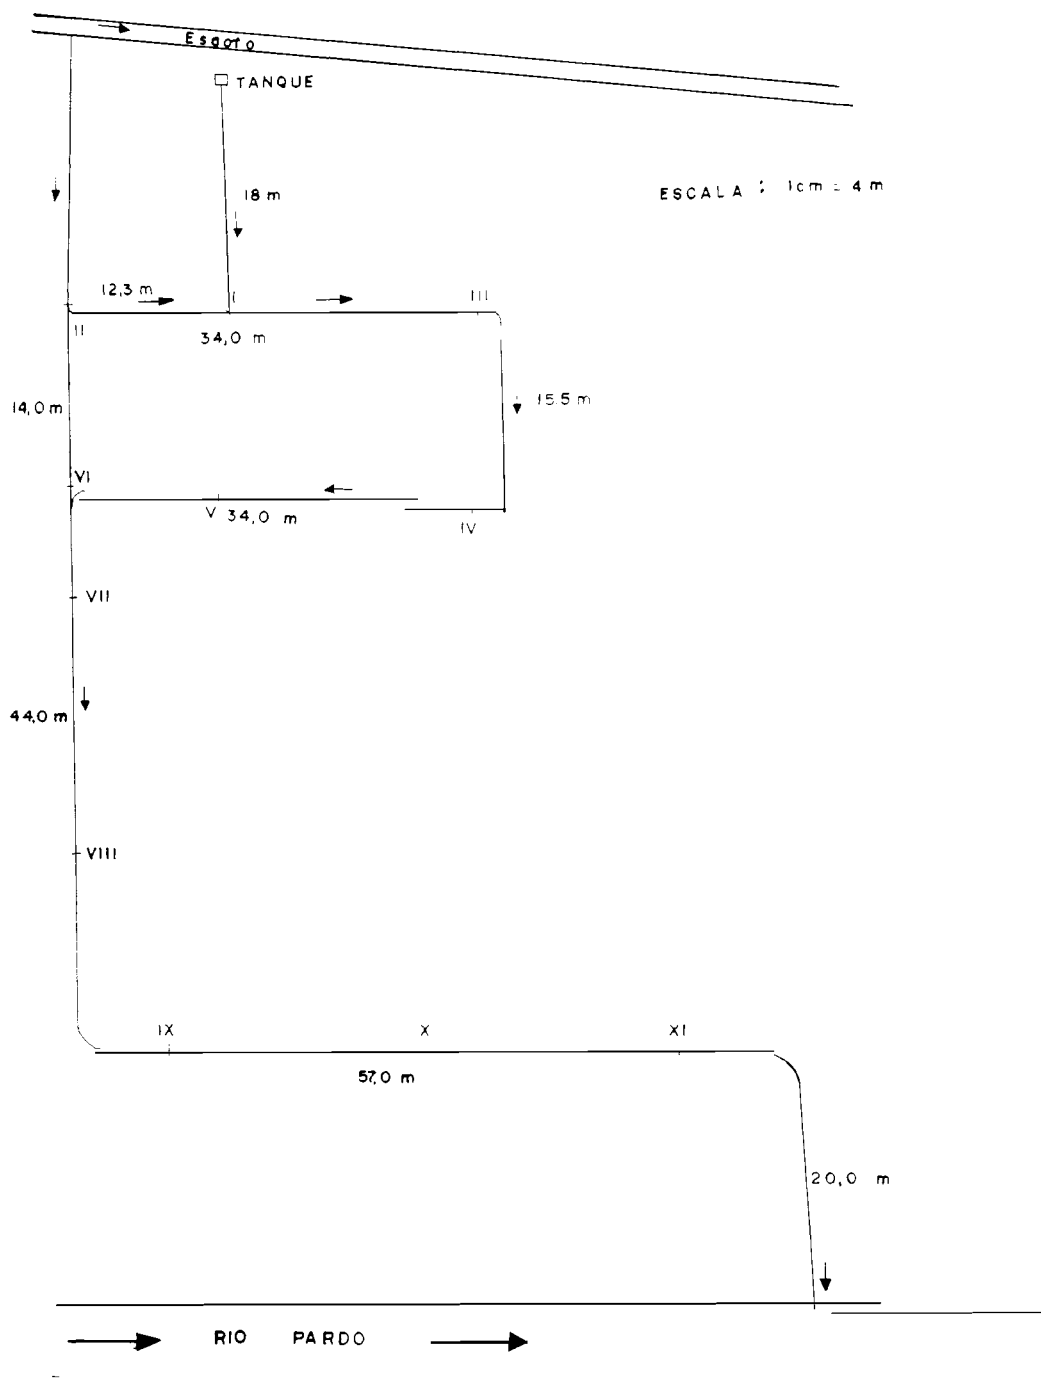 Esgoto
TANQUE
18 m
ESCALA : 1cm = 4 m
12,3 m
I
III
II
34,0 m
14,0 m
15.5 m
VI
V 34,0 m
IV
VII
44,0 m
VIII
IX
X
XI
57,0 m
20,0 m
RIO PARDO